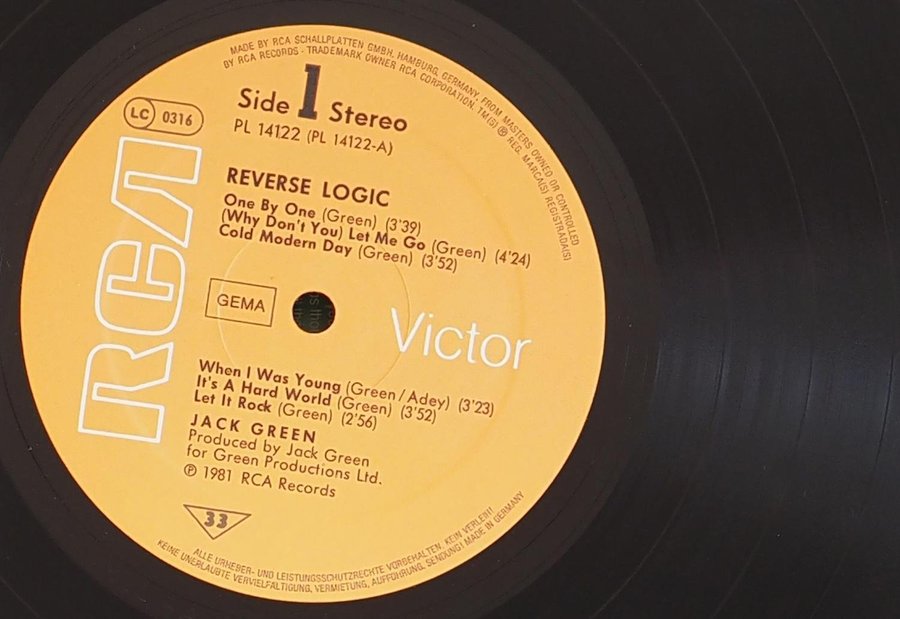 MADE BY RCA SCHALLPLATTEN GMBH, HAMBURG, GERMANY, FROM MASTERS OWNED OR CONTROLLED
BY RCA RECORDS · TRADEMARK OWNER RCA CORPORATION. TM(S) ® REG. MARCA(S) REGISTRADA(S)
Side 1 Stereo
LC 0316
PL 14122 (PL 14122-A)
RCA
REVERSE LOGIC
One By One (Green) (3'39)
(Why Don't You) Let Me Go (Green) (4'24)
Cold Modern Day (Green) (3'52)
GEMA
Victor
When I Was Young (Green/Adey) (3'23)
It's A Hard World (Green) (3'52)
Let It Rock (Green) (2'56)
JACK GREEN
Produced by Jack Green
for Green Productions Ltd.
℗ 1981 RCA Records
33
ALLE URHEBER- UND LEISTUNGSSCHUTZRECHTE VORBEHALTEN. KEIN VERLEIH!
KEINE UNERLAUBTE VERVIELFÄLTIGUNG, VERMIETUNG, AUFFÜHRUNG, SENDUNG! MADE IN GERMANY